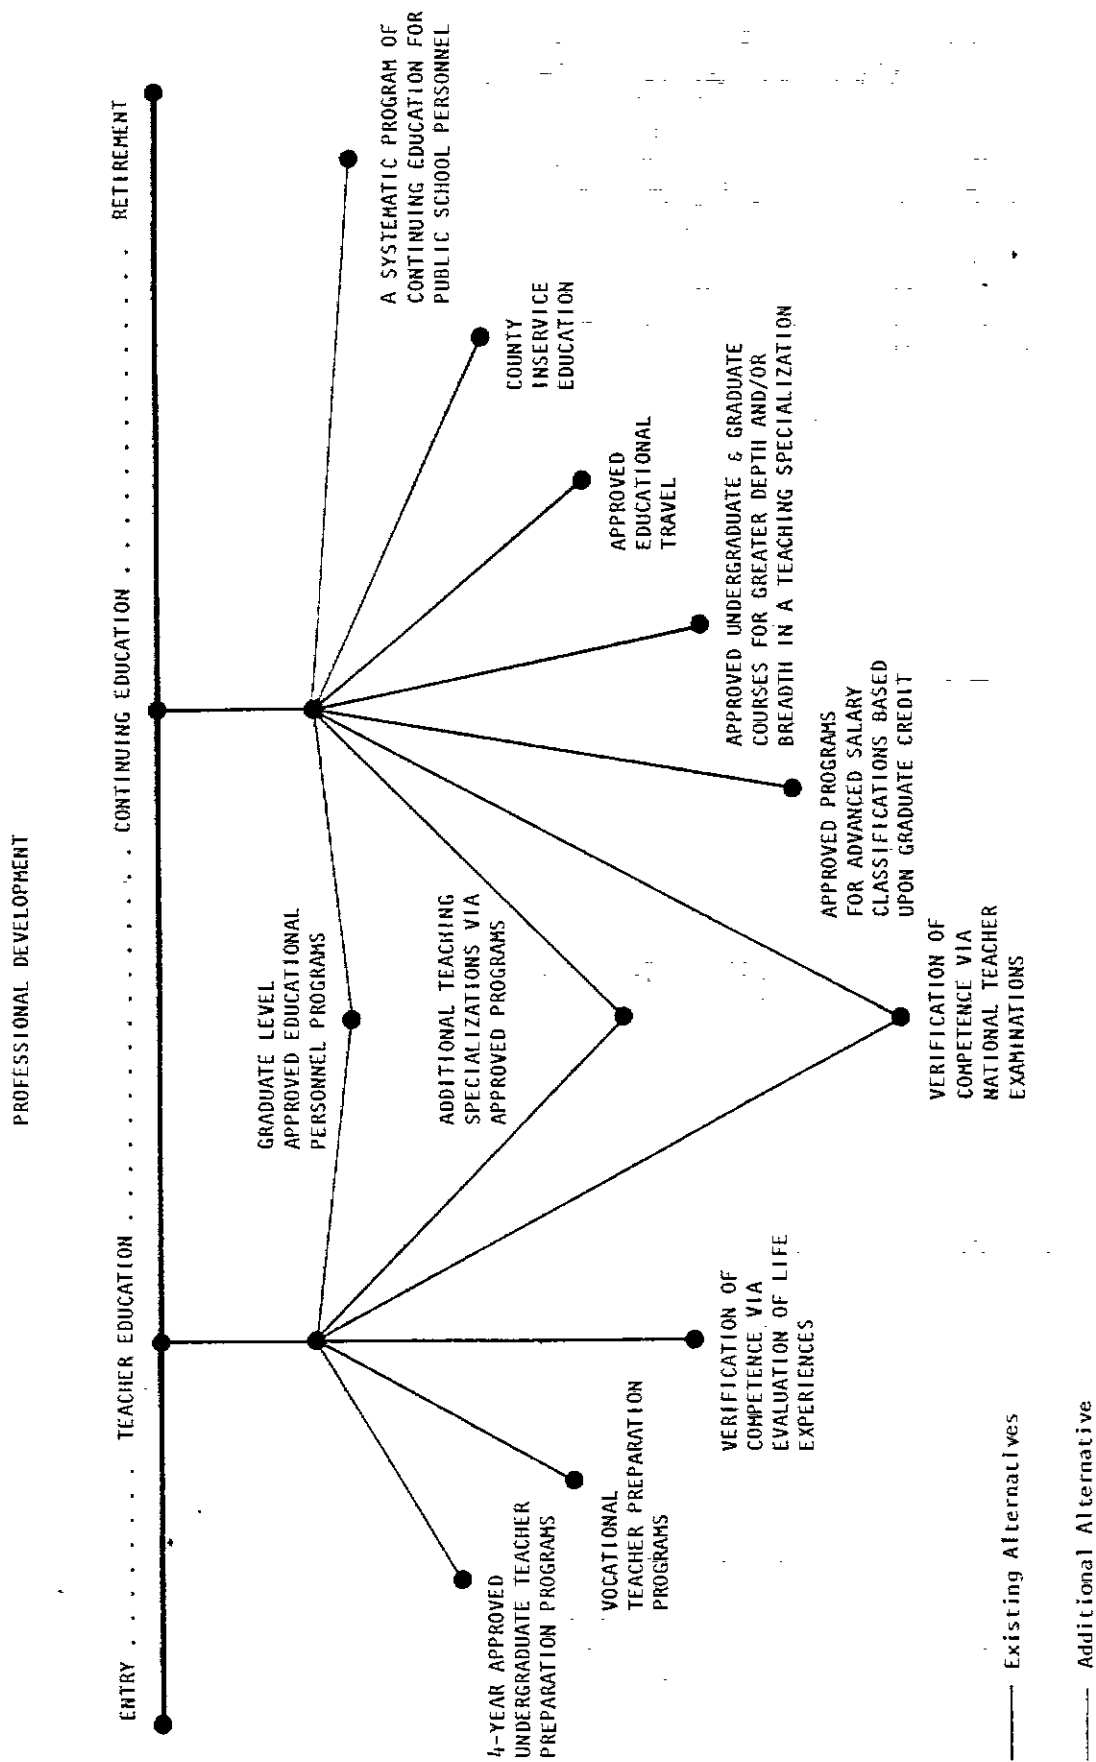 PROFESSIONAL DEVELOPMENT
ENTRY . . . . . . . . TEACHER EDUCATION . . . . . . . . . . . . . . . CONTINUING EDUCATION . . . . . . . . . . . . . . . RETIREMENT
GRADUATE LEVEL
APPROVED EDUCATIONAL
PERSONNEL PROGRAMS
A SYSTEMATIC PROGRAM OF
CONTINUING EDUCATION FOR
PUBLIC SCHOOL PERSONNEL
ADDITIONAL TEACHING
SPECIALIZATIONS VIA
APPROVED PROGRAMS
COUNTY
INSERVICE
EDUCATION
4-YEAR APPROVED
UNDERGRADUATE TEACHER
PREPARATION PROGRAMS
APPROVED
EDUCATIONAL
TRAVEL
VOCATIONAL
TEACHER PREPARATION
PROGRAMS
VERIFICATION OF
COMPETENCE VIA
EVALUATION OF LIFE
EXPERIENCES
APPROVED UNDERGRADUATE & GRADUATE
COURSES FOR GREATER DEPTH AND/OR
BREADTH IN A TEACHING SPECIALIZATION
APPROVED PROGRAMS
FOR ADVANCED SALARY
CLASSIFICATIONS BASED
UPON GRADUATE CREDIT
VERIFICATION OF
COMPETENCE VIA
NATIONAL TEACHER
EXAMINATIONS
Existing Alternatives
Additional Alternative